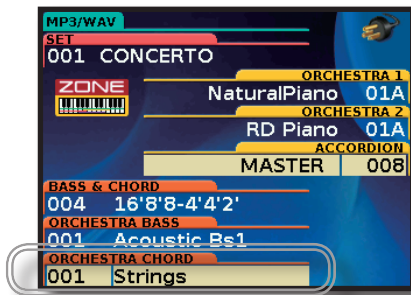 MP3/WAV
SET
001 CONCERTO
ZONE
ORCHESTRA 1
NaturalPiano 01A
ORCHESTRA 2
RD Piano 01A
ACCORDION
MASTER 008
BASS & CHORD
004 16'8'8-4'4'2'
ORCHESTRA BASS
001 Acoustic Bs1
ORCHESTRA CHORD
001 Strings